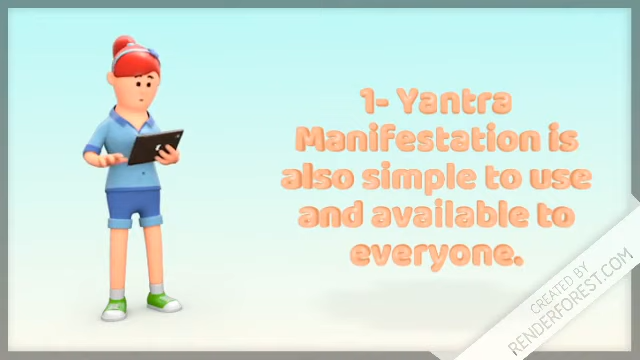 1- Yantra
Manifestation is
also simple to use
and available to
everyone.
CREATED BY
RENDERFOREST.COM